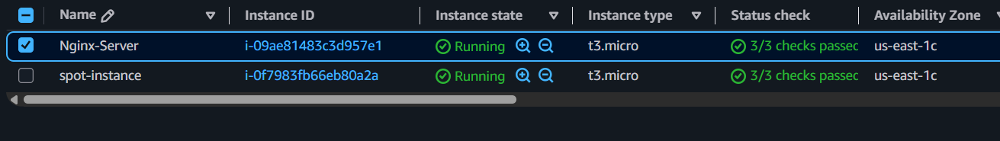 Name Instance ID Instance state Instance type Status check Availability Zone
Nginx-Server i-09ae81483c3d957e1 Running t3.micro 3/3 checks passec us-east-1c
spot-instance i-0f7983fb66eb80a2a Running t3.micro 3/3 checks passec us-east-1c